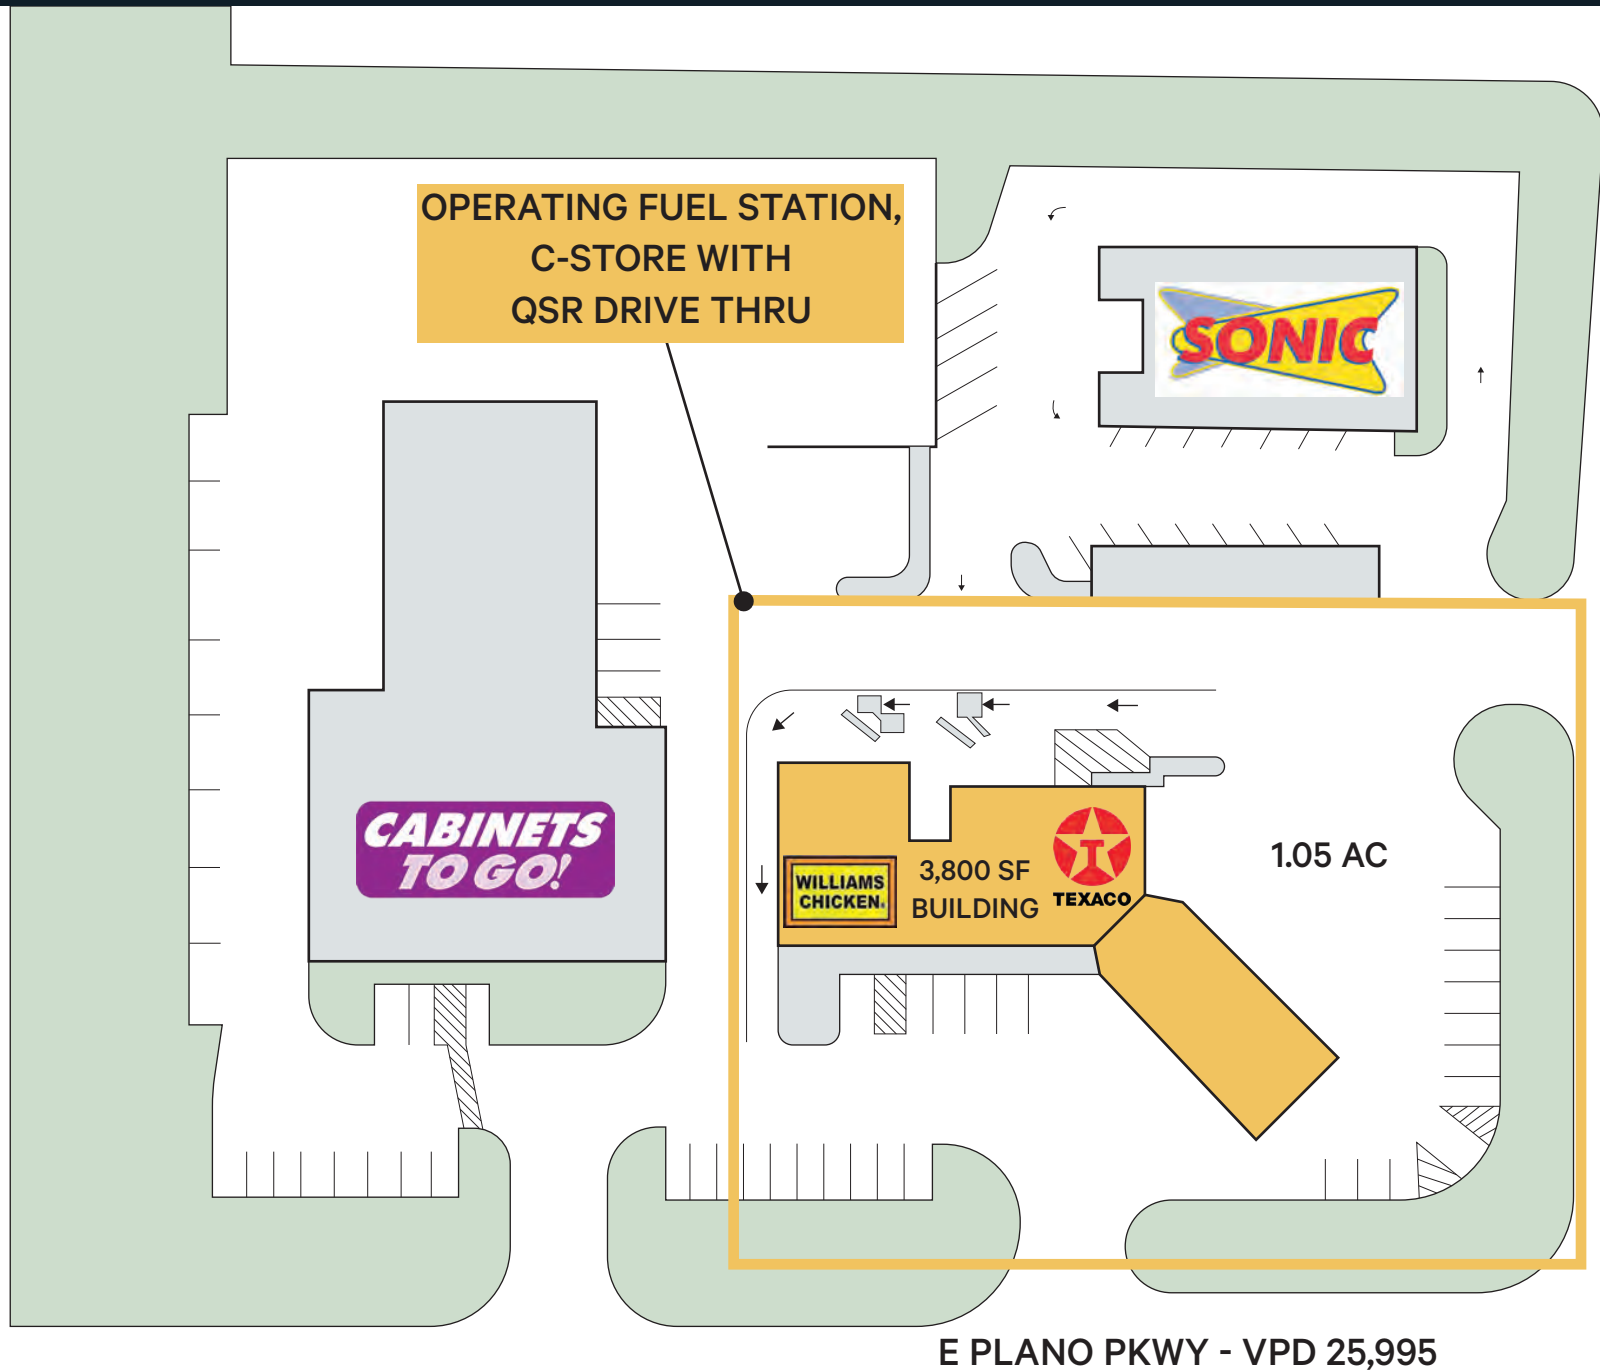 OPERATING FUEL STATION,
C-STORE WITH
QSR DRIVE THRU
SONIC
CABINETS
TO GO!
WILLIAMS
CHICKEN.
3,800 SF
BUILDING
T
TEXACO
1.05 AC
E PLANO PKWY - VPD 25,995